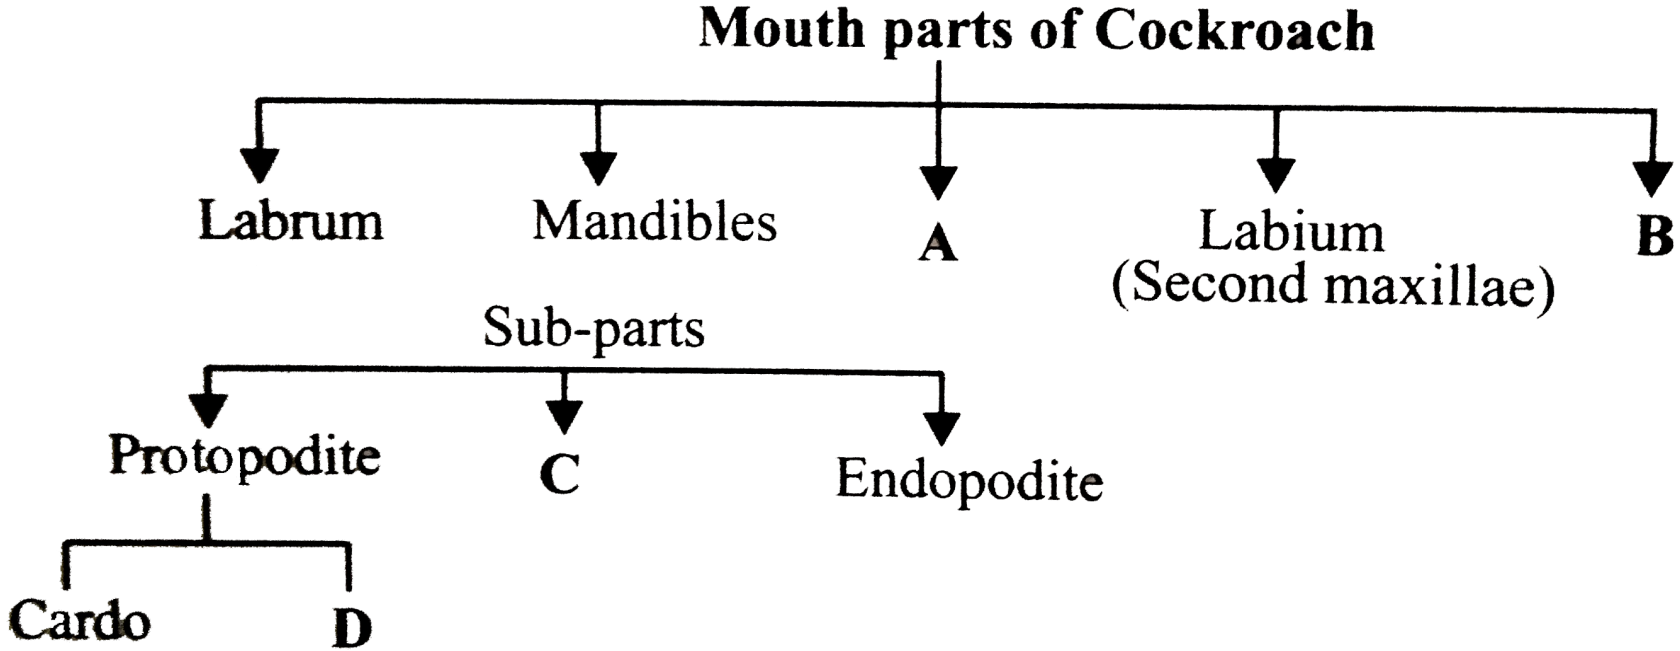 Mouth parts of Cockroach
Labrum
Mandibles
A
Labium
(Second maxillae)
B
Sub-parts
Protopodite
C
Endopodite
Cardo
D